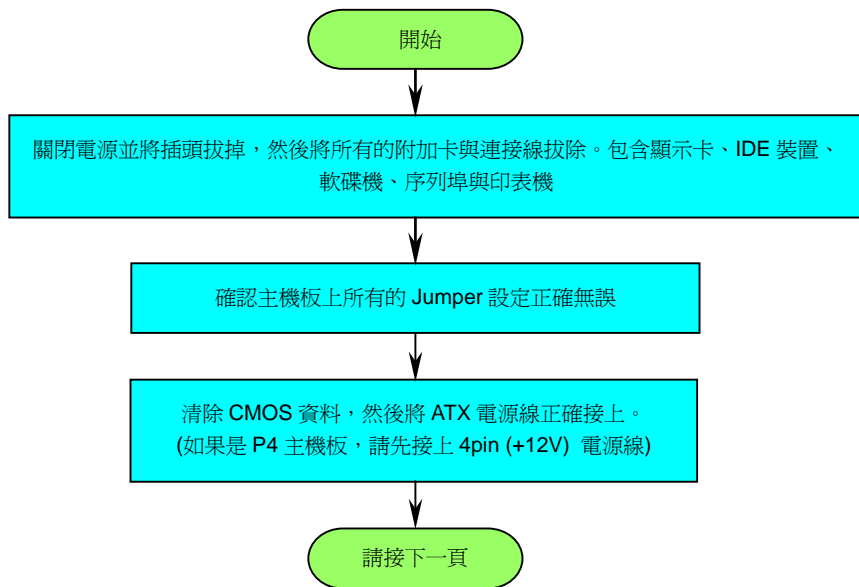 開始
關閉電源並將插頭拔掉，然後將所有的附加卡與連接線拔除。包含顯示卡、IDE 裝置、
軟碟機、序列埠與印表機
確認主機板上所有的 Jumper 設定正確無誤
清除 CMOS 資料，然後將 ATX 電源線正確接上。
(如果是 P4 主機板，請先接上 4pin (+12V) 電源線)
請接下一頁